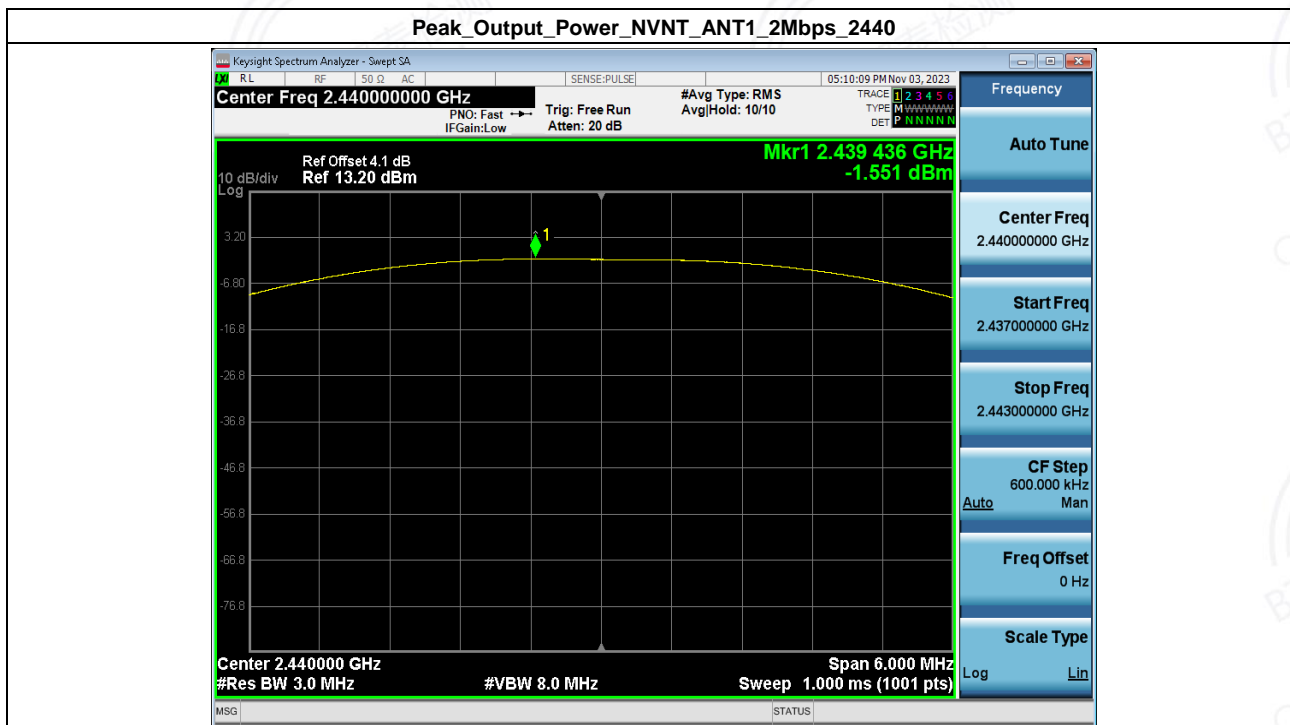 Peak_Output_Power_NVNT_ANT1_2Mbps_2440
Keysight Spectrum Analyzer - Swept SA
LXI RL RF 50 Ω AC SENSE:PULSE 05:10:09 PM Nov 03, 2023
Center Freq 2.440000000 GHz
PNO: Fast
IFGain:Low
Trig: Free Run
Atten: 20 dB
#Avg Type: RMS
Avg|Hold: 10/10
TRACE 1 2 3 4 5 6
TYPE M WWWWW
DET P N N N N N
Mkr1 2.439 436 GHz
-1.551 dBm
Ref Offset 4.1 dB
10 dB/div Ref 13.20 dBm
Log
1
3.20
-6.80
-16.8
-26.8
-36.8
-46.8
-56.8
-66.8
-76.8
Center 2.440000 GHz Span 6.000 MHz
#Res BW 3.0 MHz #VBW 8.0 MHz Sweep 1.000 ms (1001 pts)
MSG STATUS
Frequency
Auto Tune
Center Freq
2.440000000 GHz
Start Freq
2.437000000 GHz
Stop Freq
2.443000000 GHz
CF Step
600.000 kHz
Auto Man
Freq Offset
0 Hz
Scale Type
Log Lin